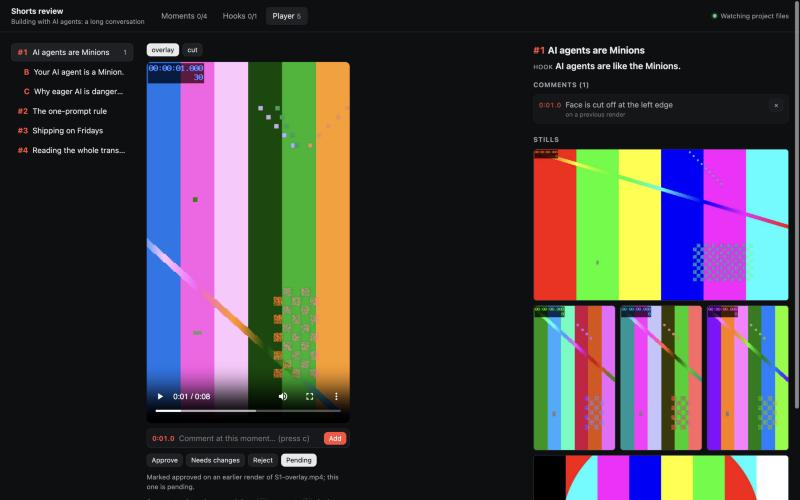 Shorts review
Building with AI agents: a long conversation
Moments 0/4
Hooks 0/1
Player 5
Watching project files
#1 AI agents are Minions 1
B Your AI agent is a Minion.
C Why eager AI is danger...
#2 The one-prompt rule
#3 Shipping on Fridays
#4 Reading the whole trans...
overlay
cut
00:00:01.000
30
0:01 / 0:08
0:01.0 Comment at this moment... (press c)
Add
Approve
Needs changes
Reject
Pending
Marked approved on an earlier render of S1-overlay.mp4; this
one is pending.
#1 AI agents are Minions
HOOK AI agents are like the Minions.
COMMENTS (1)
0:01.0 Face is cut off at the left edge
×
on a previous render
STILLS